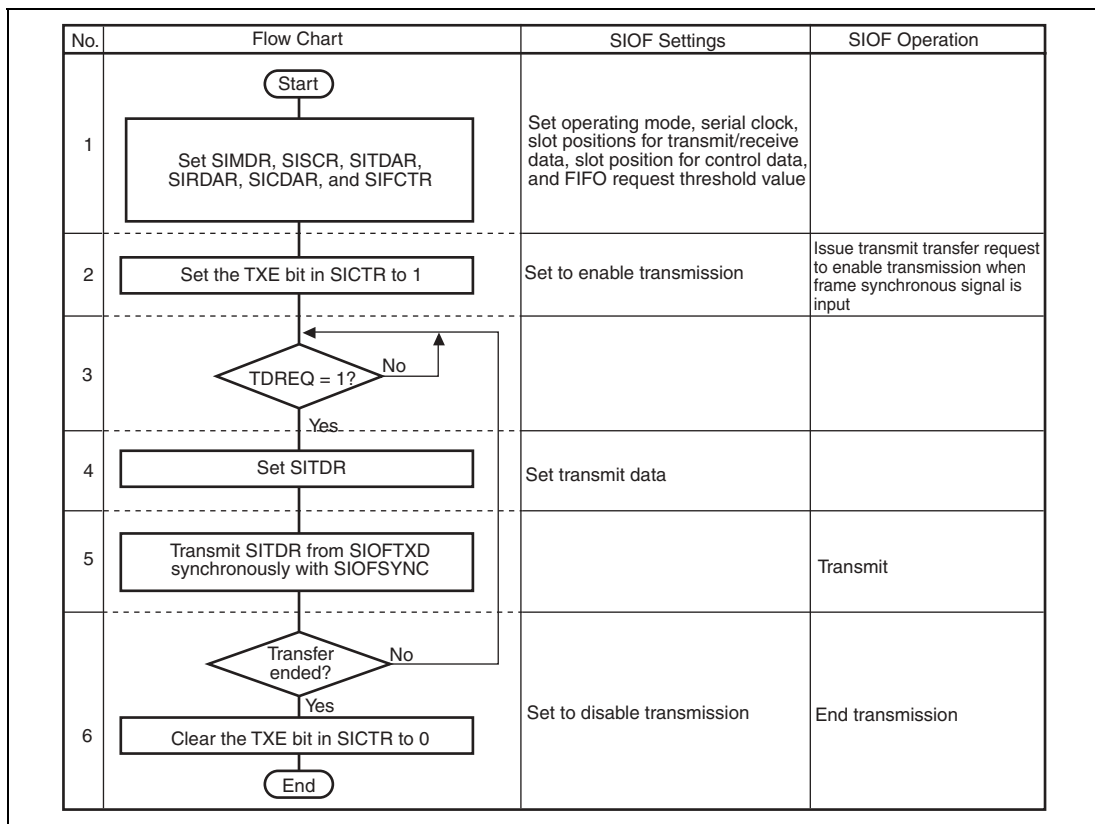 No. Flow Chart SIOF Settings SIOF Operation
Start
1
Set SIMDR, SISCR, SITDAR,
SIRDAR, SICDAR, and SIFCTR
Set operating mode, serial clock,
slot positions for transmit/receive
data, slot position for control data,
and FIFO request threshold value
2
Set the TXE bit in SICTR to 1
Set to enable transmission
Issue transmit transfer request
to enable transmission when
frame synchronous signal is
input
3
TDREQ = 1?
No
Yes
4
Set SITDR
Set transmit data
5
Transmit SITDR from SIOFTXD
synchronously with SIOFSYNC
Transmit
Transfer
ended?
No
Yes
6
Clear the TXE bit in SICTR to 0
Set to disable transmission
End transmission
End